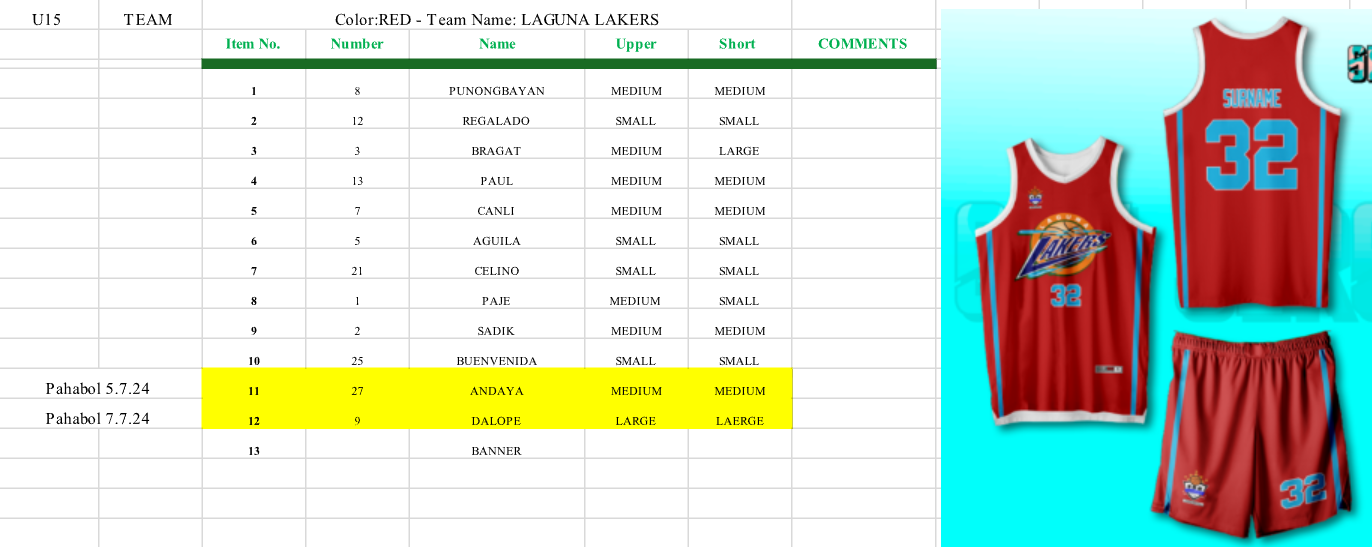 U15 TEAM Color:RED - Team Name: LAGUNA LAKERS
Item No. Number Name Upper Short COMMENTS
1 8 PUNONGBAYAN MEDIUM MEDIUM
2 12 REGALADO SMALL SMALL
3 3 BRAGAT MEDIUM LARGE
4 13 PAUL MEDIUM MEDIUM
5 7 CANLI MEDIUM MEDIUM
6 5 AGUILA SMALL SMALL
7 21 CELINO SMALL SMALL
8 1 PAJE MEDIUM SMALL
9 2 SADIK MEDIUM MEDIUM
10 25 BUENVENIDA SMALL SMALL
Pahabol 5.7.24 11 27 ANDAYA MEDIUM MEDIUM
Pahabol 7.7.24 12 9 DALOPE LARGE LAERGE
13 BANNER
SURNAME
32
LAGUNA
LAKERS
32
32